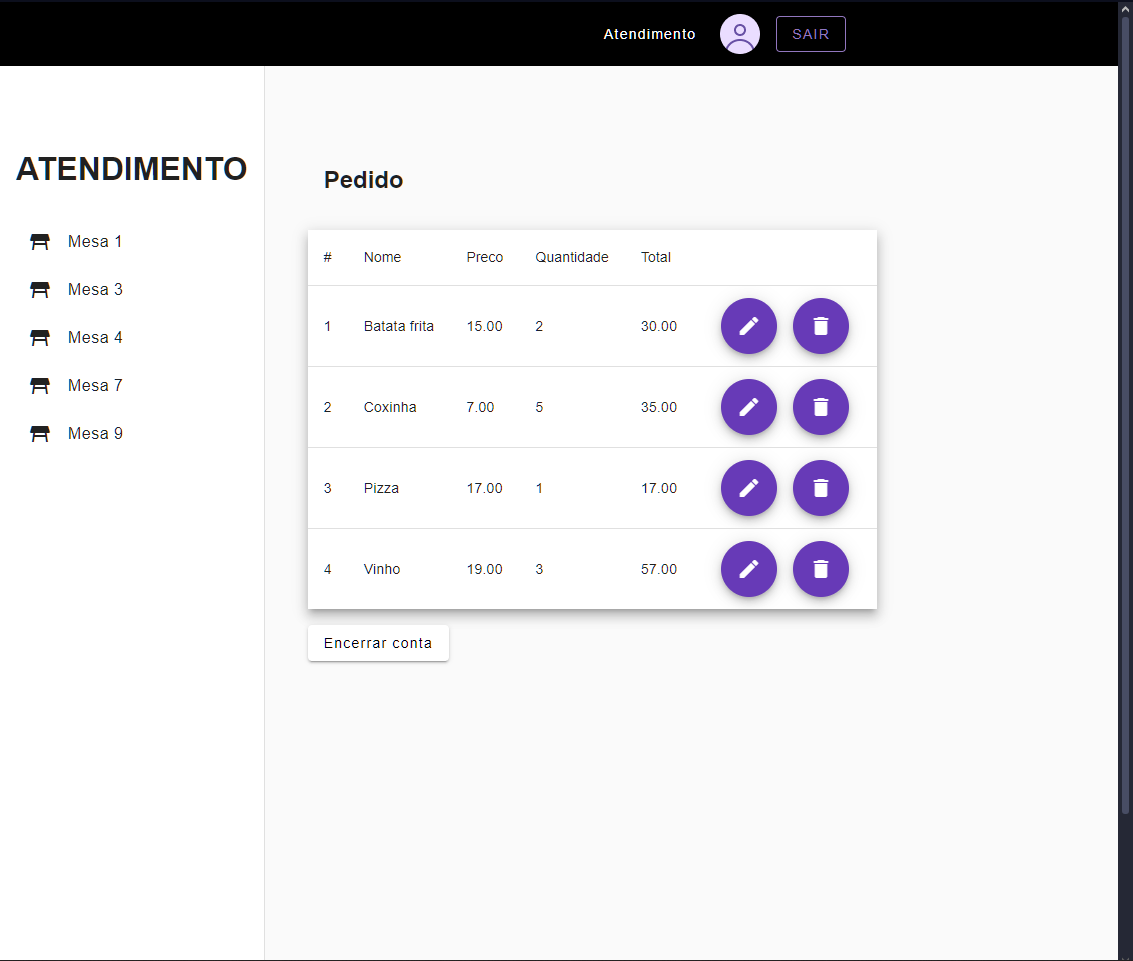 Atendimento SAIR
ATENDIMENTO
Mesa 1
Mesa 3
Mesa 4
Mesa 7
Mesa 9
Pedido
# Nome Preco Quantidade Total
1 Batata frita 15.00 2 30.00
2 Coxinha 7.00 5 35.00
3 Pizza 17.00 1 17.00
4 Vinho 19.00 3 57.00
Encerrar conta